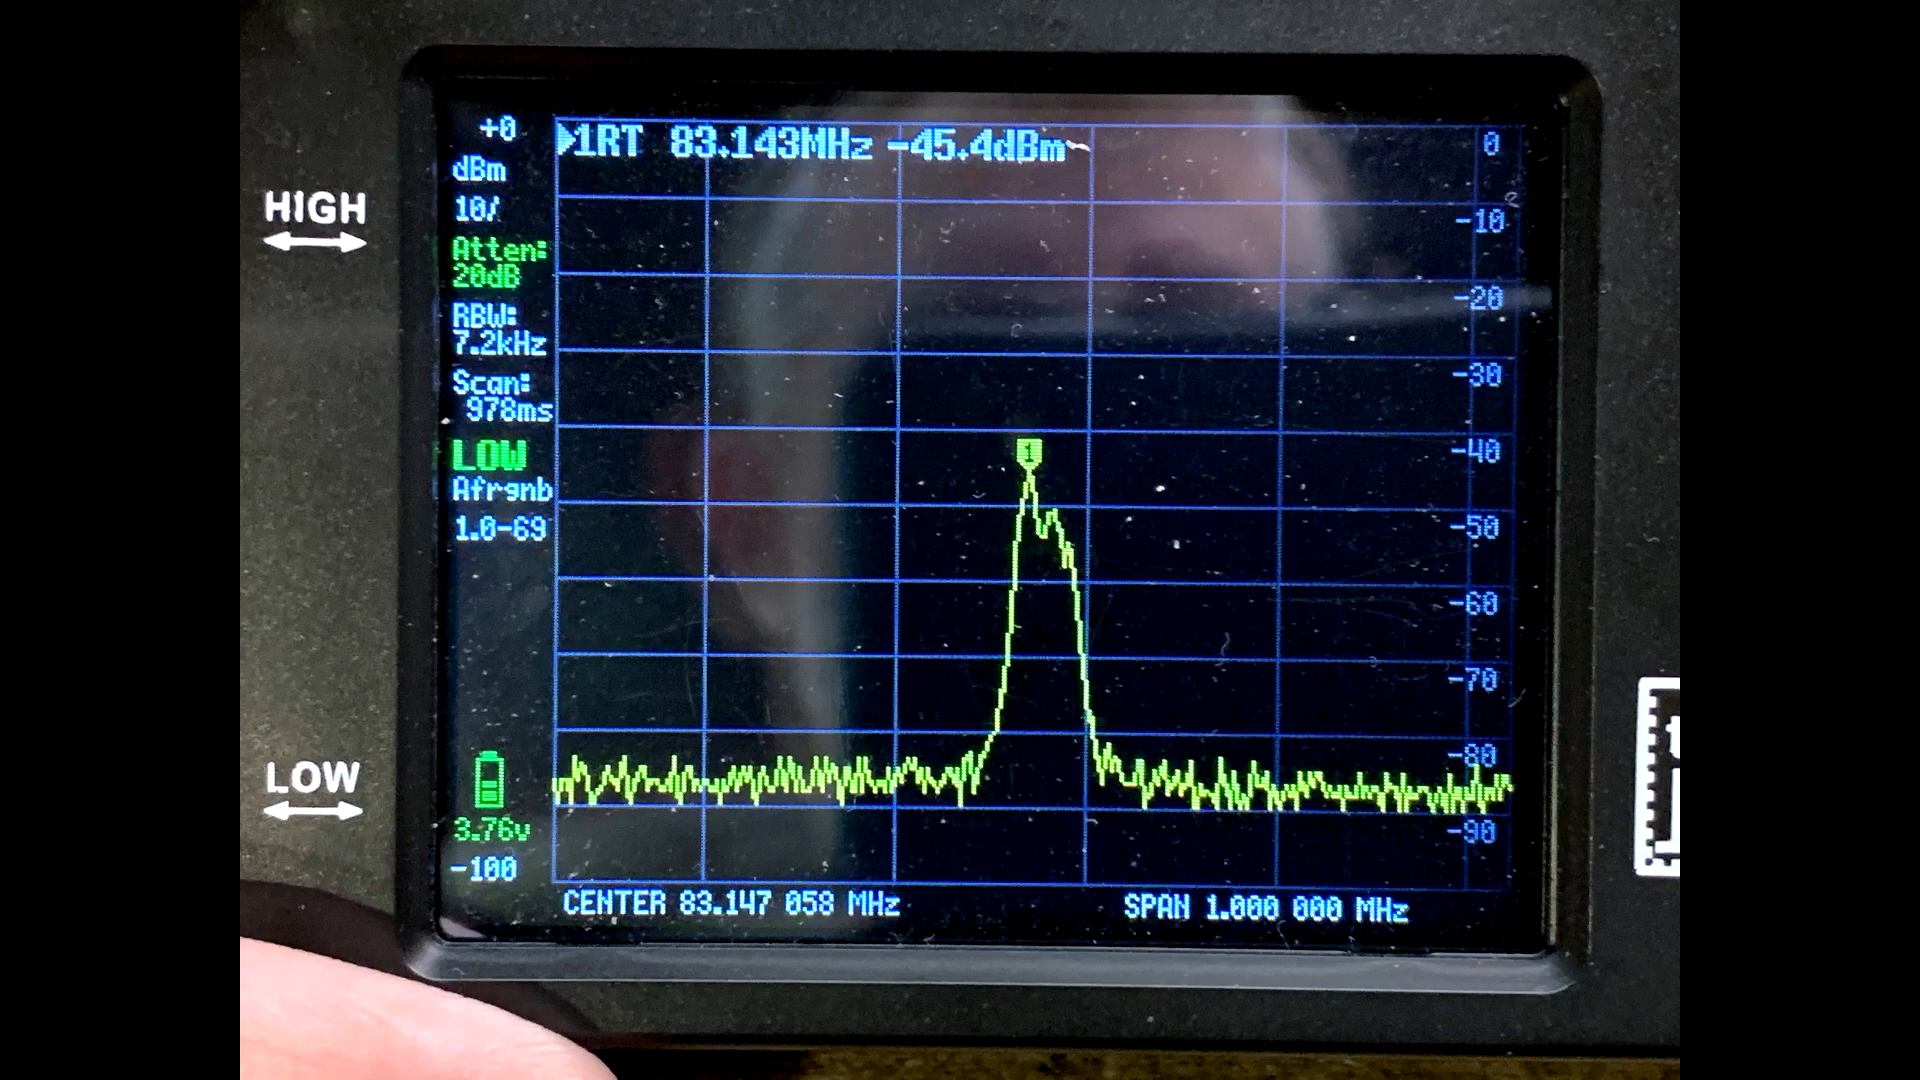 +0
▶1RT 83.143MHz -45.4dBm
0
dBm
10/
HIGH
-10
Atten:
20dB
-20
RBW:
7.2kHz
-30
Scan:
978ms
1
-40
LOW
Afrgnb
1.0-69
-50
-60
-70
-80
LOW
3.76v
-90
-100
CENTER 83.147 058 MHz
SPAN 1.000 000 MHz